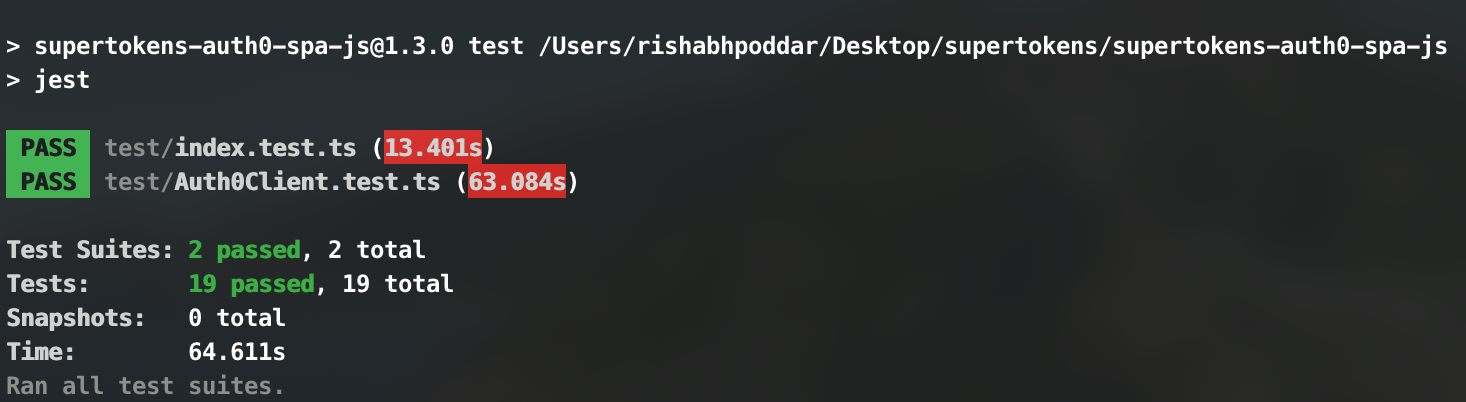 > supertokens-auth0-spa-js@1.3.0 test /Users/rishabhpoddar/Desktop/supertokens/supertokens-auth0-spa-js
> jest
PASS test/index.test.ts (13.401s)
PASS test/Auth0Client.test.ts (63.084s)
Test Suites: 2 passed, 2 total
Tests: 19 passed, 19 total
Snapshots: 0 total
Time: 64.611s
Ran all test suites.